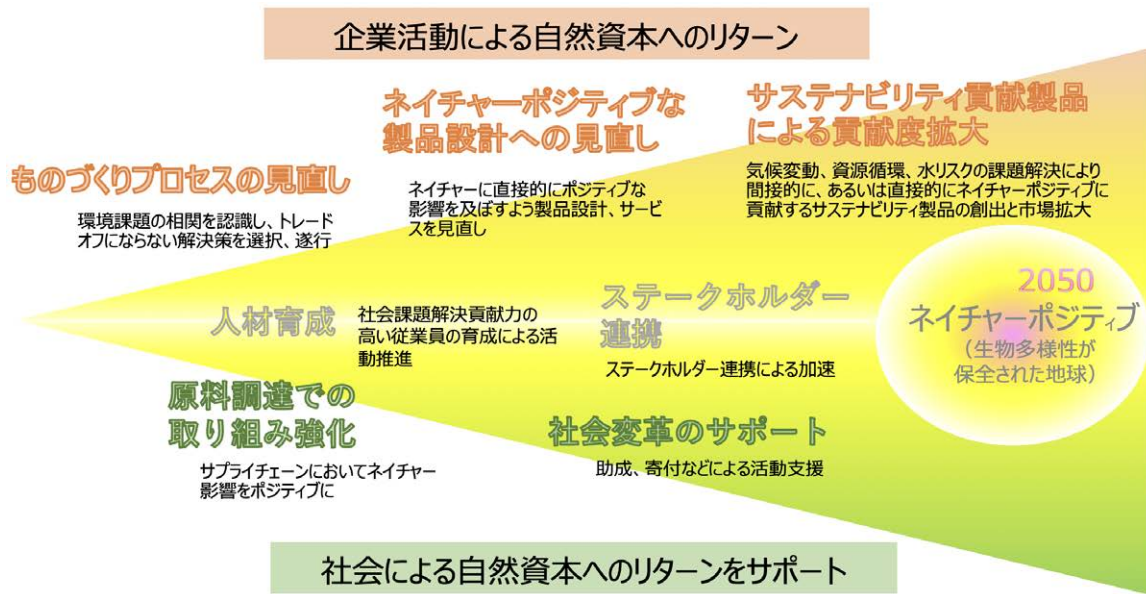 企業活動による自然資本へのリターン
ネイチャーポジティブな
製品設計への見直し
サステナビリティ貢献製品
による貢献度拡大
ものづくりプロセスの見直し
ネイチャーに直接的にポジティブな
影響を及ぼすよう製品設計、サービ
スを見直し
気候変動、資源循環、水リスクの課題解決により
間接的に、あるいは直接的にネイチャーポジティブに
貢献するサステナビリティ製品の創出と市場拡大
環境課題の相関を認識し、トレード
オフにならない解決策を選択、遂行
人材育成
社会課題解決貢献力の
高い従業員の育成による活
動推進
ステークホルダー
連携
ステークホルダー連携による加速
2050
ネイチャーポジティブ
(生物多様性が
保全された地球)
原料調達での
取り組み強化
サプライチェーンにおいてネイチャー
影響をポジティブに
社会変革のサポート
助成、寄付などによる活動支援
社会による自然資本へのリターンをサポート